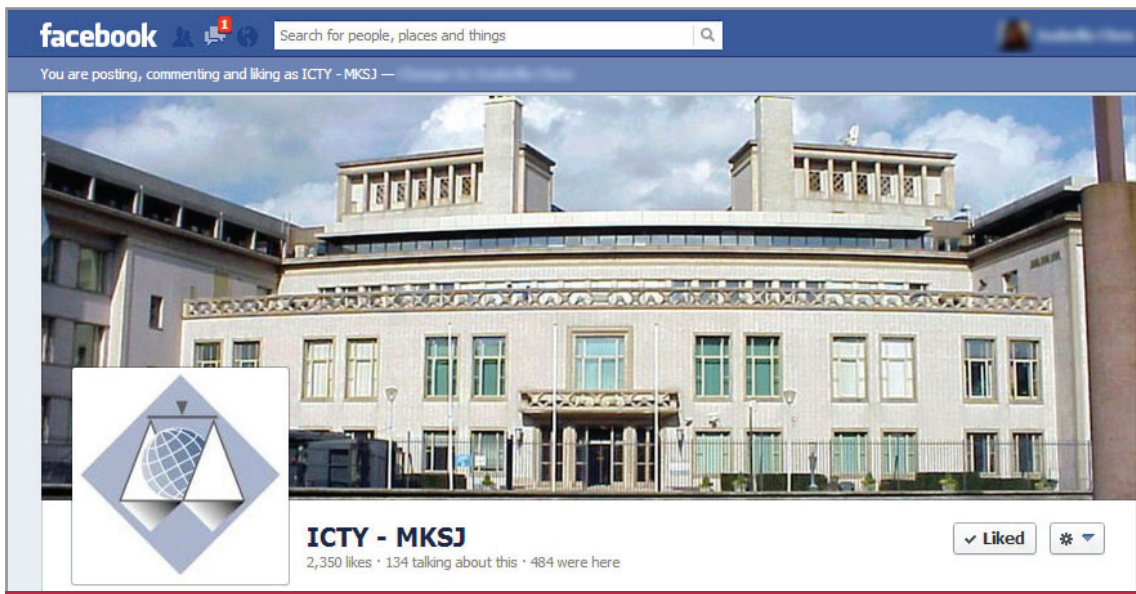 facebook
1
Search for people, places and things
You are posting, commenting and liking as ICTY - MKSJ —
ICTY - MKSJ
2,350 likes · 134 talking about this · 484 were here
✓ Liked